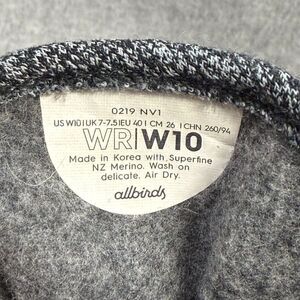 0219 NV1
US W10|UK 7-7.5|EU 40|CM 26|CHN 260/94
WR|W10
Made in Korea with Superfine
NZ Merino. Wash on
delicate. Air Dry.
allbirds